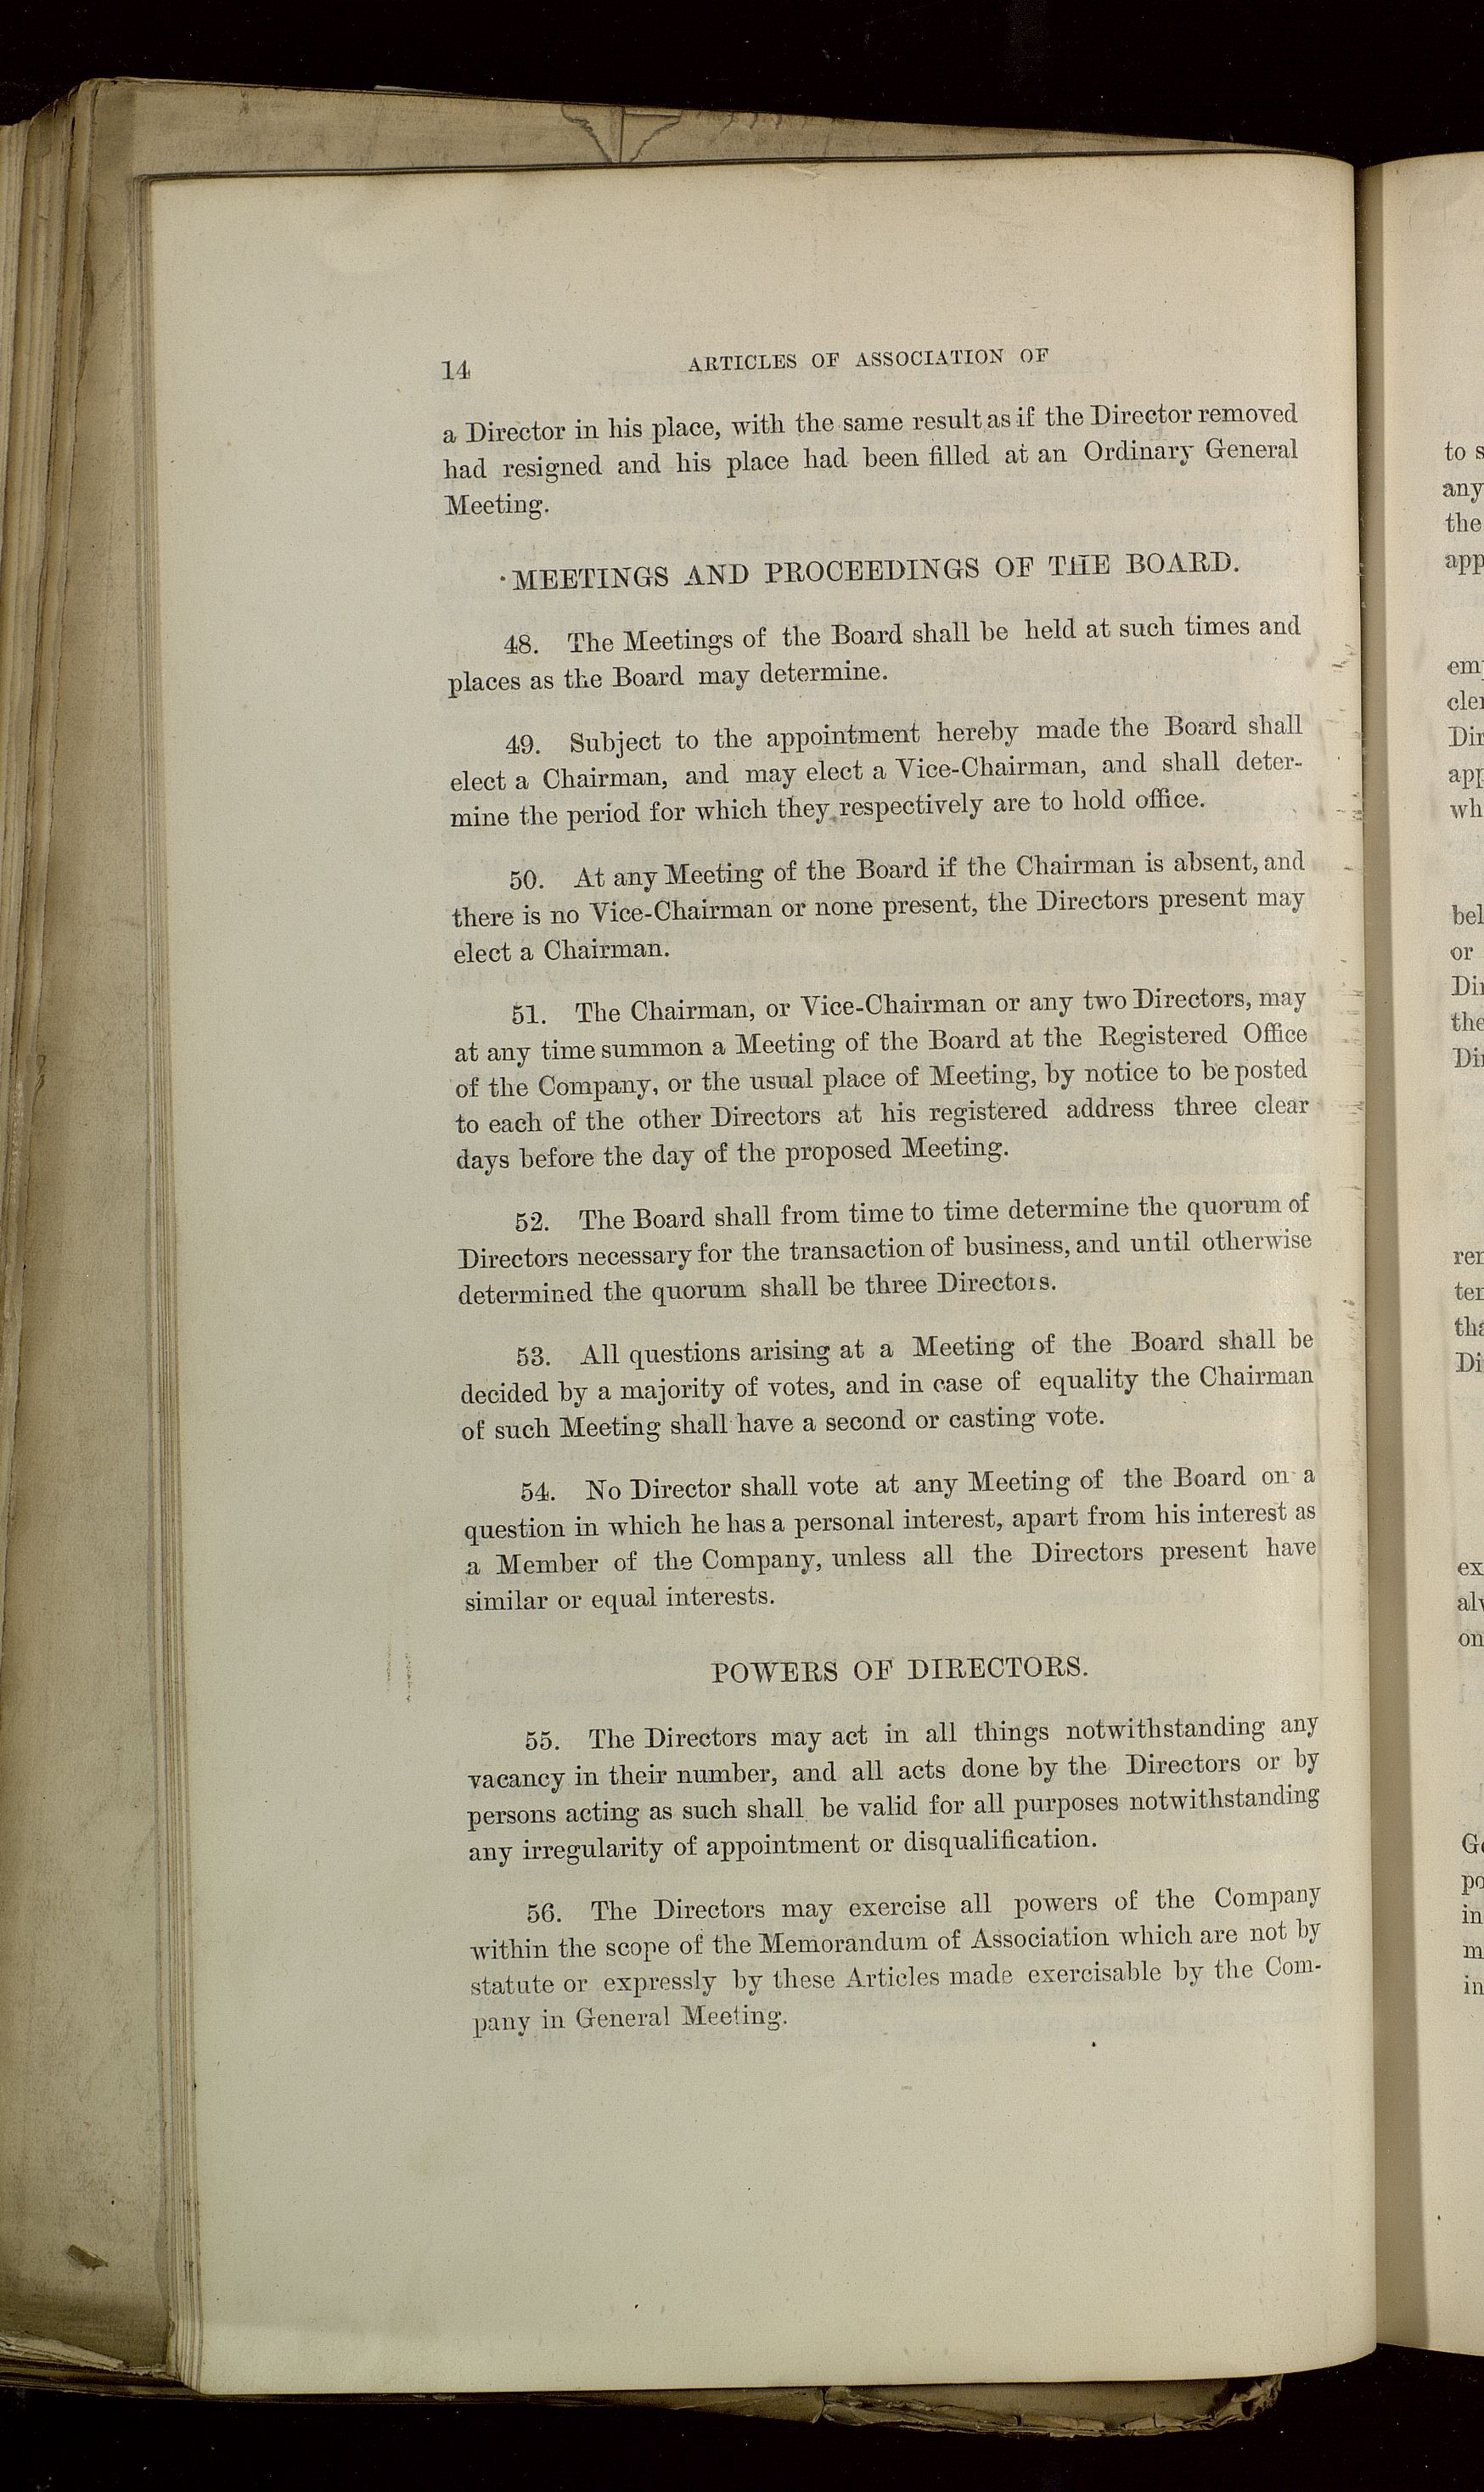 14 ARTICLES OF ASSOCIATION OF
a Director in his place, with the same result as if the Director removed
had resigned and his place had been filled at an Ordinary General
Meeting.
MEETINGS AND PROCEEDINGS OF THE BOARD.
48. The Meetings of the Board shall be held at such times and
places as the Board may determine.
49. Subject to the appointment hereby made the Board shall
elect a Chairman, and may elect a Vice-Chairman, and shall deter-
mine the period for which they respectively are to hold office.
50. At any Meeting of the Board if the Chairman is absent, and
there is no Vice-Chairman or none present, the Directors present may
elect a Chairman.
51. The Chairman, or Vice-Chairman or any two Directors, may
at any time summon a Meeting of the Board at the Registered Office
of the Company, or the usual place of Meeting, by notice to be posted
to each of the other Directors at his registered address three clear
days before the day of the proposed Meeting.
52. The Board shall from time to time determine the quorum of
Directors necessary for the transaction of business, and until otherwise
determined the quorum shall be three Directors.
53. All questions arising at a Meeting of the Board shall be
decided by a majority of votes, and in case of equality the Chairman
of such Meeting shall have a second or casting vote.
54. No Director shall vote at any Meeting of the Board on a
question in which he has a personal interest, apart from his interest as
a Member of the Company, unless all the Directors present have
similar or equal interests.
POWERS OF DIRECTORS.
55. The Directors may act in all things notwithstanding any
vacancy in their number, and all acts done by the Directors or by
persons acting as such shall be valid for all purposes notwithstanding
any irregularity of appointment or disqualification.
56. The Directors may exercise all powers of the Company
within the scope of the Memorandum of Association which are not by
statute or expressly by these Articles made exercisable by the Com-
pany in General Meeting.
to
any
the
or
the
on
in
in